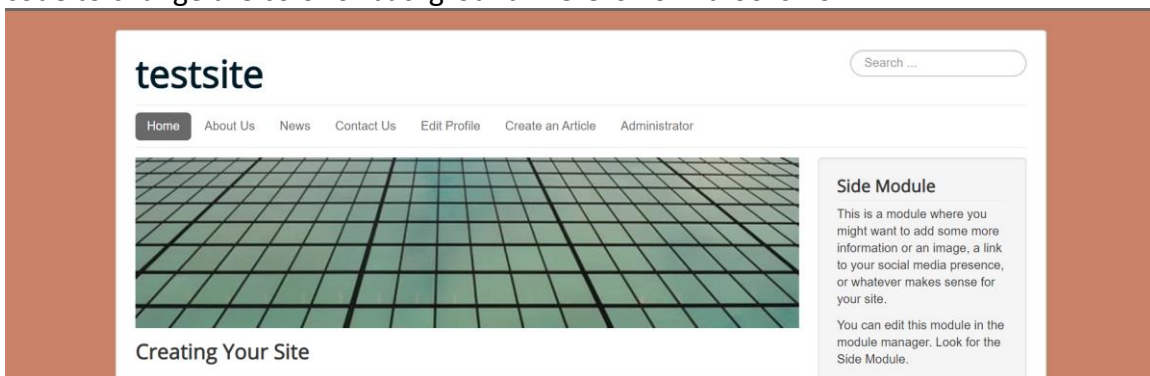 testsite
Search ...
Home About Us News Contact Us Edit Profile Create an Article Administrator
Creating Your Site
Side Module
This is a module where you
might want to add some more
information or an image, a link
to your social media presence,
or whatever makes sense for
your site.
You can edit this module in the
module manager. Look for the
Side Module.